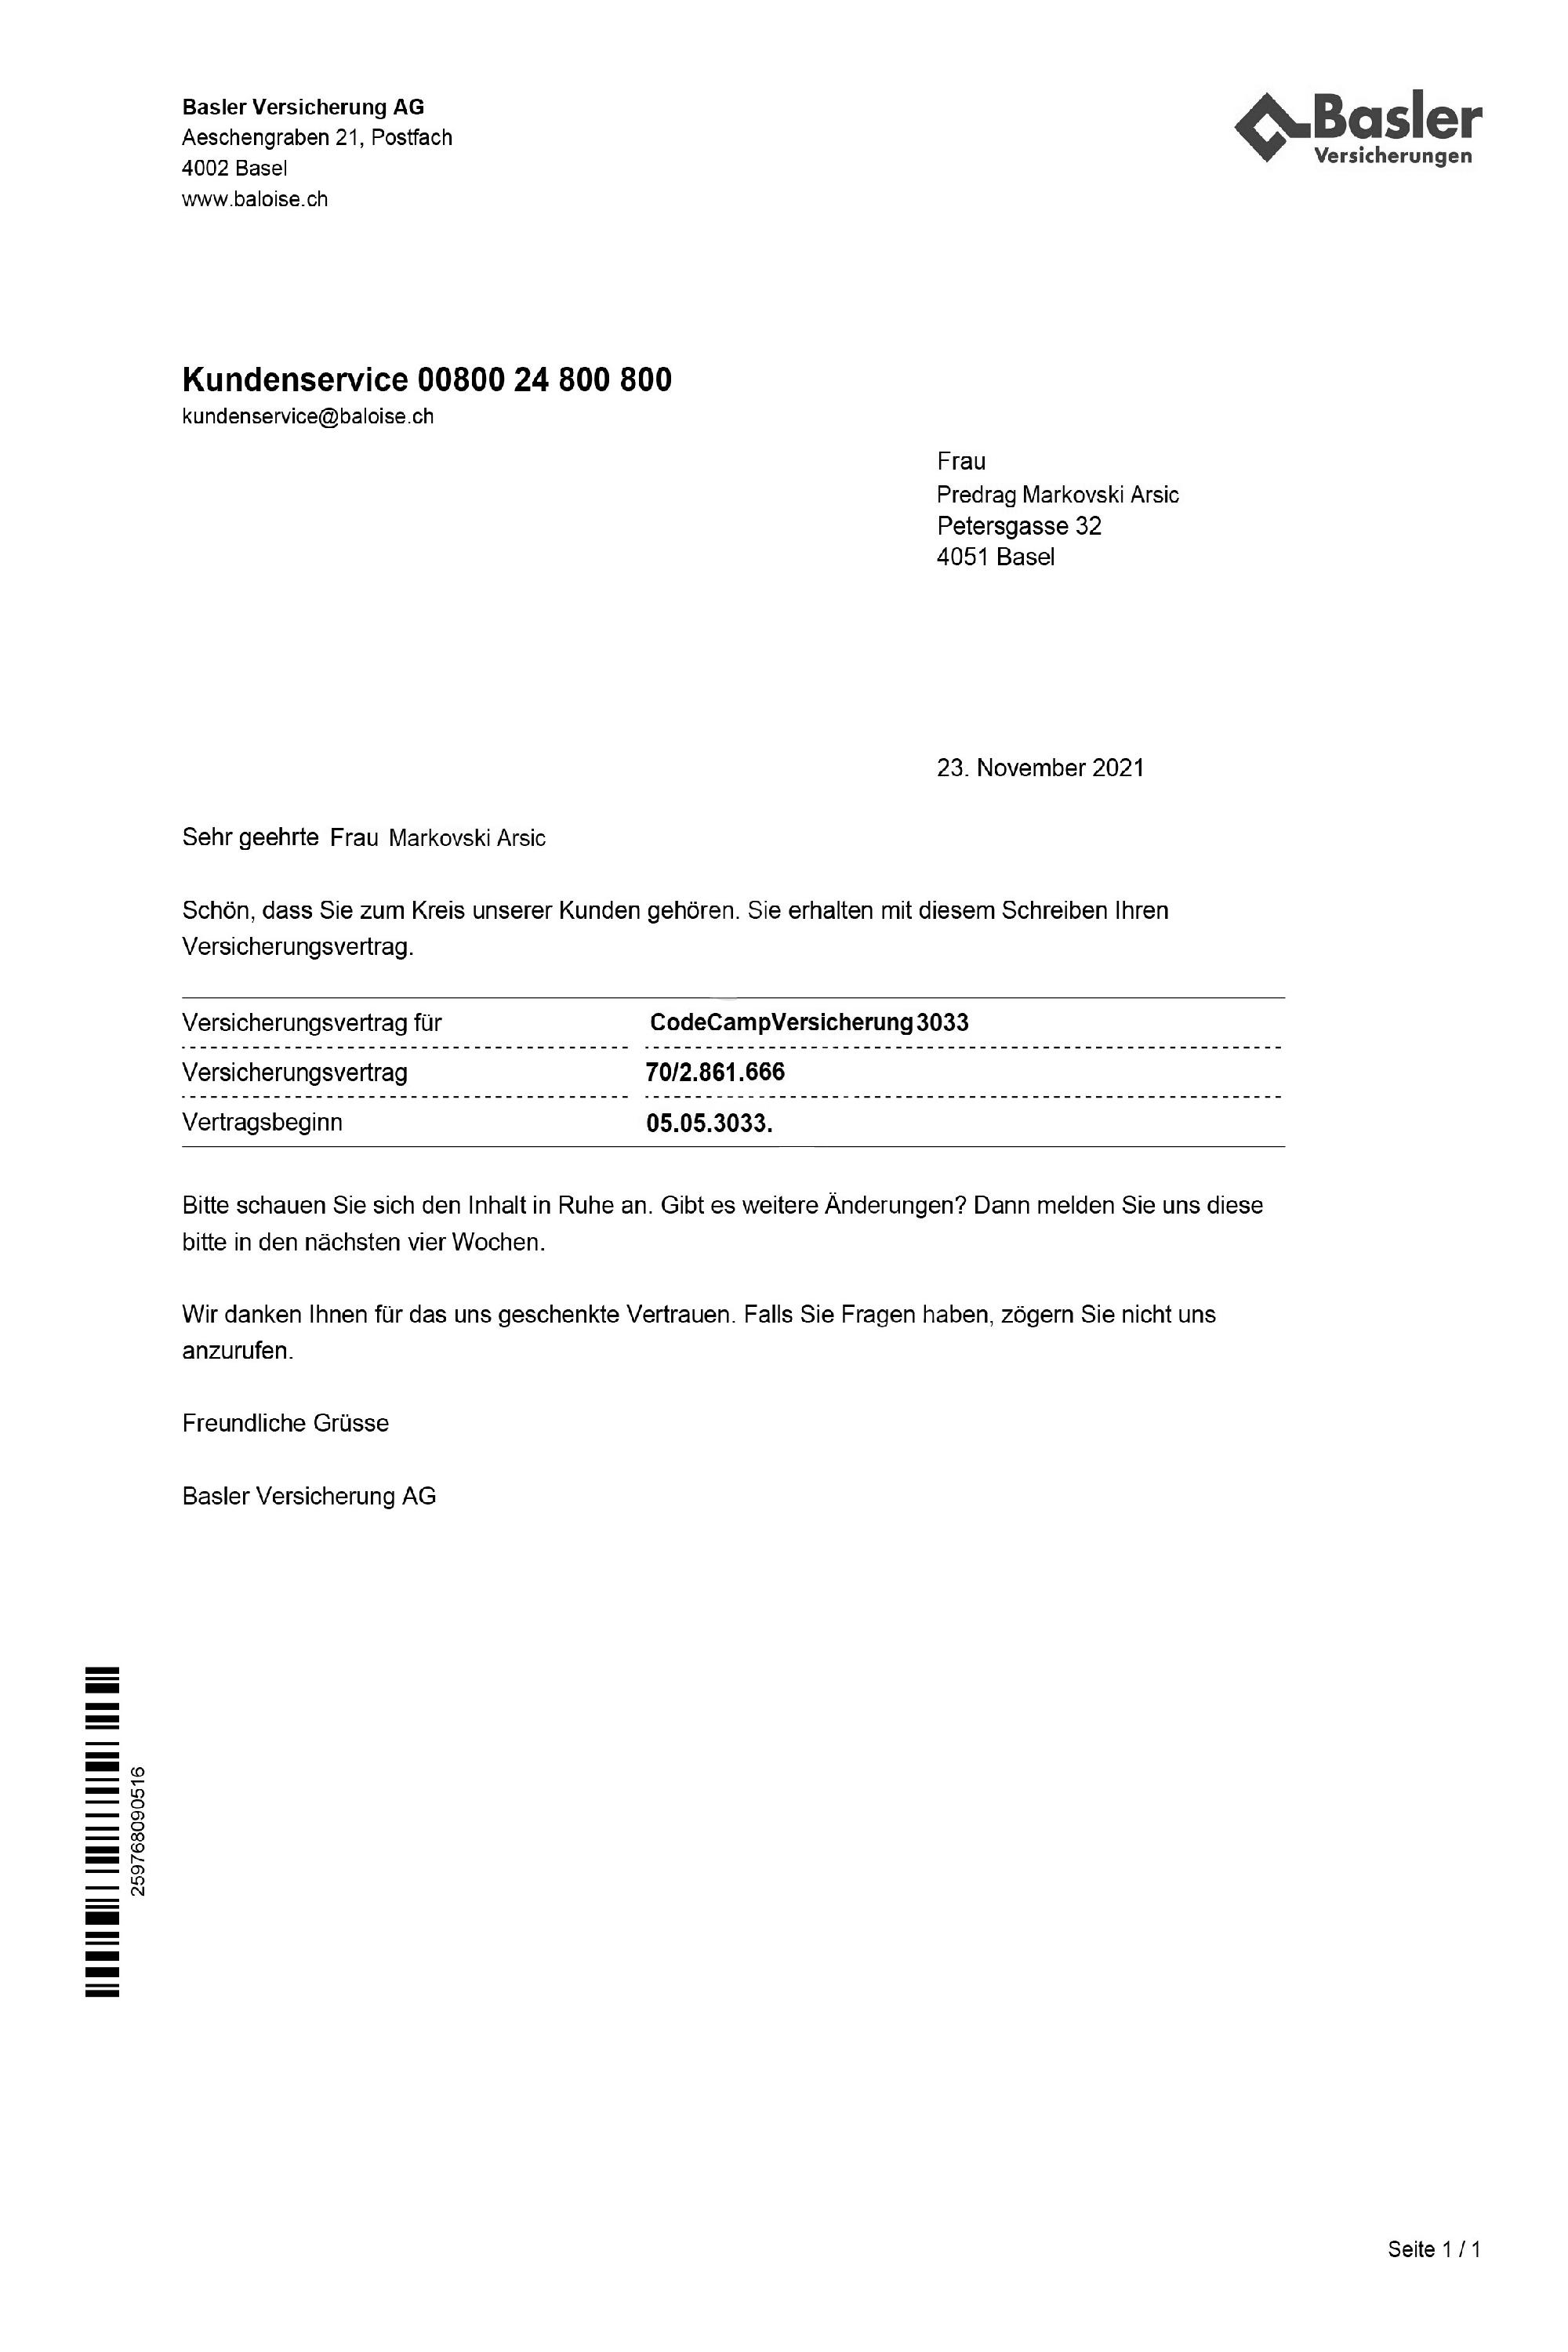 Basler Versicherung AG
Aeschengraben 21, Postfach
4002 Basel
www.baloise.ch
Basler
Versicherungen
Kundenservice 00800 24 800 800
kundenservice@baloise.ch
Frau
Predrag Markovski Arsic
Petersgasse 32
4051 Basel
23. November 2021
Sehr geehrte Frau Markovski Arsic
Schön, dass Sie zum Kreis unserer Kunden gehören. Sie erhalten mit diesem Schreiben Ihren
Versicherungsvertrag.
Versicherungsvertrag für CodeCampVersicherung3033
Versicherungsvertrag 70/2.861.666
Vertragsbeginn 05.05.3033.
Bitte schauen Sie sich den Inhalt in Ruhe an. Gibt es weitere Änderungen? Dann melden Sie uns diese
bitte in den nächsten vier Wochen.
Wir danken Ihnen für das uns geschenkte Vertrauen. Falls Sie Fragen haben, zögern Sie nicht uns
anzurufen.
Freundliche Grüsse
Basler Versicherung AG
259768090516
Seite 1 / 1